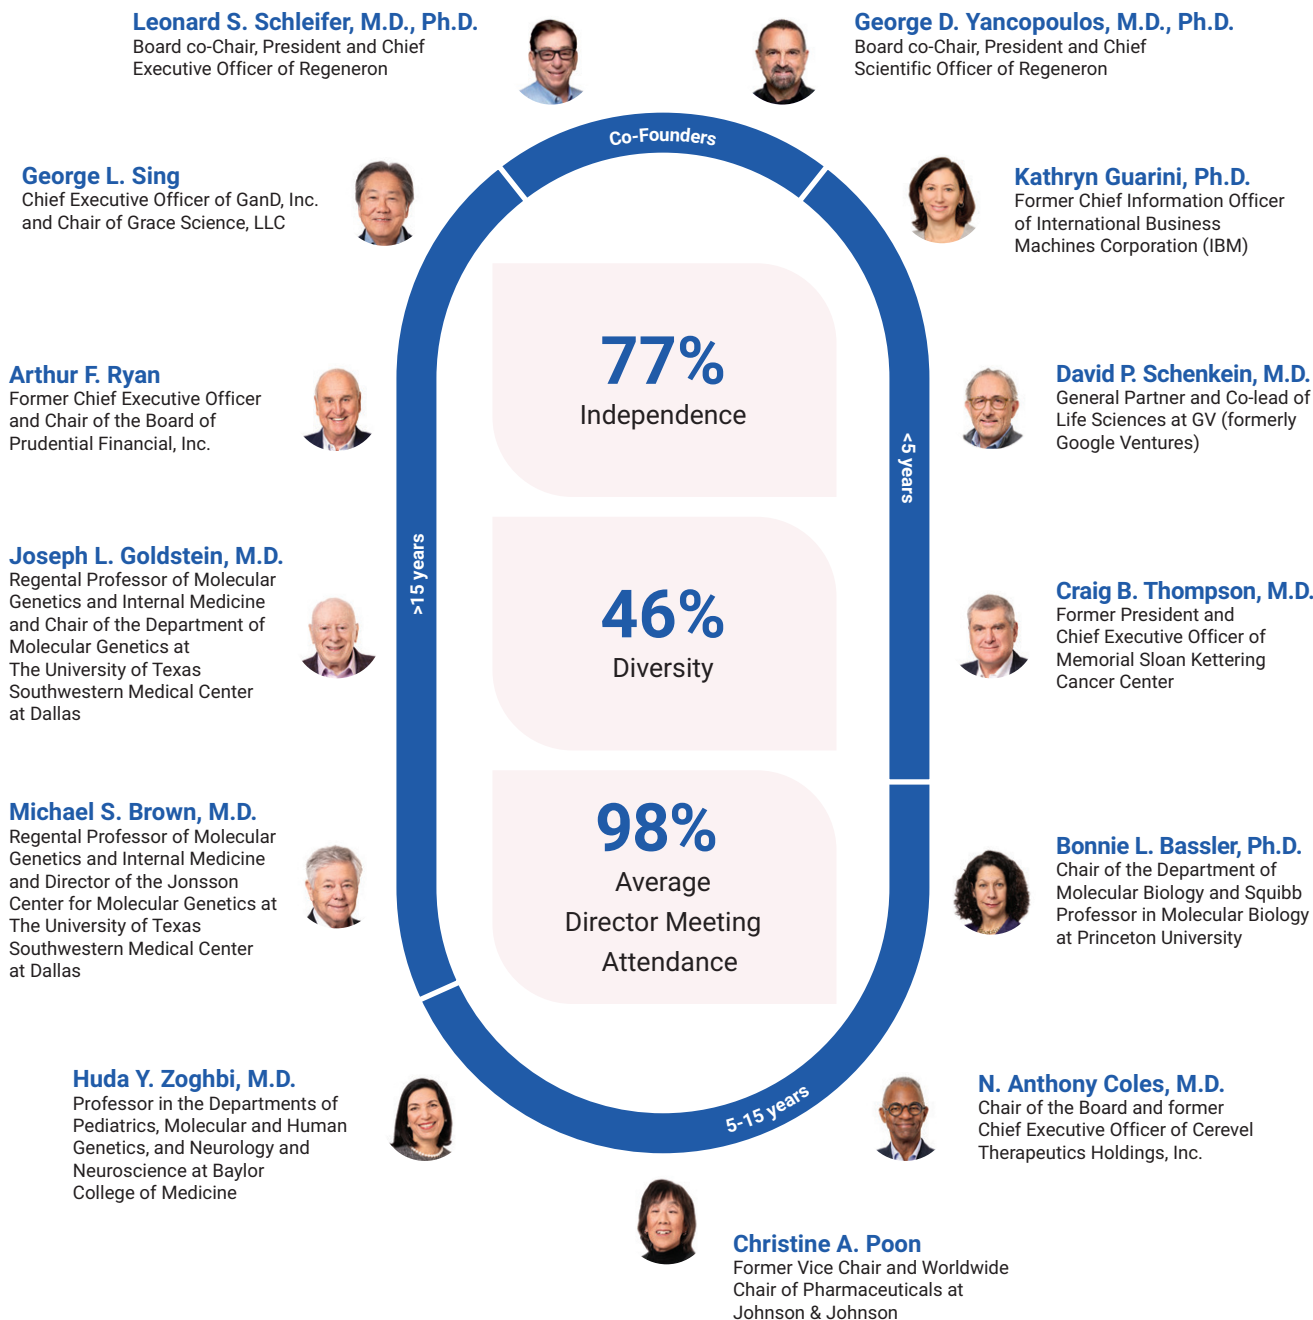 Leonard S. Schleifer, M.D., Ph.D.
Board co-Chair, President and Chief
Executive Officer of Regeneron
George D. Yancopoulos, M.D., Ph.D.
Board co-Chair, President and Chief
Scientific Officer of Regeneron
Co-Founders
George L. Sing
Chief Executive Officer of GanD, Inc.
and Chair of Grace Science, LLC
Kathryn Guarini, Ph.D.
Former Chief Information Officer
of International Business
Machines Corporation (IBM)
77%
Independence
Arthur F. Ryan
Former Chief Executive Officer
and Chair of the Board of
Prudential Financial, Inc.
David P. Schenkein, M.D.
General Partner and Co-lead of
Life Sciences at GV (formerly
Google Ventures)
<5 years
>15 years
Joseph L. Goldstein, M.D.
Regental Professor of Molecular
Genetics and Internal Medicine
and Chair of the Department of
Molecular Genetics at
The University of Texas
Southwestern Medical Center
at Dallas
46%
Diversity
Craig B. Thompson, M.D.
Former President and
Chief Executive Officer of
Memorial Sloan Kettering
Cancer Center
Michael S. Brown, M.D.
Regental Professor of Molecular
Genetics and Internal Medicine
and Director of the Jonsson
Center for Molecular Genetics at
The University of Texas
Southwestern Medical Center
at Dallas
98%
Average
Director Meeting
Attendance
Bonnie L. Bassler, Ph.D.
Chair of the Department of
Molecular Biology and Squibb
Professor in Molecular Biology
at Princeton University
Huda Y. Zoghbi, M.D.
Professor in the Departments of
Pediatrics, Molecular and Human
Genetics, and Neurology and
Neuroscience at Baylor
College of Medicine
5-15 years
N. Anthony Coles, M.D.
Chair of the Board and former
Chief Executive Officer of Cerevel
Therapeutics Holdings, Inc.
Christine A. Poon
Former Vice Chair and Worldwide
Chair of Pharmaceuticals at
Johnson & Johnson